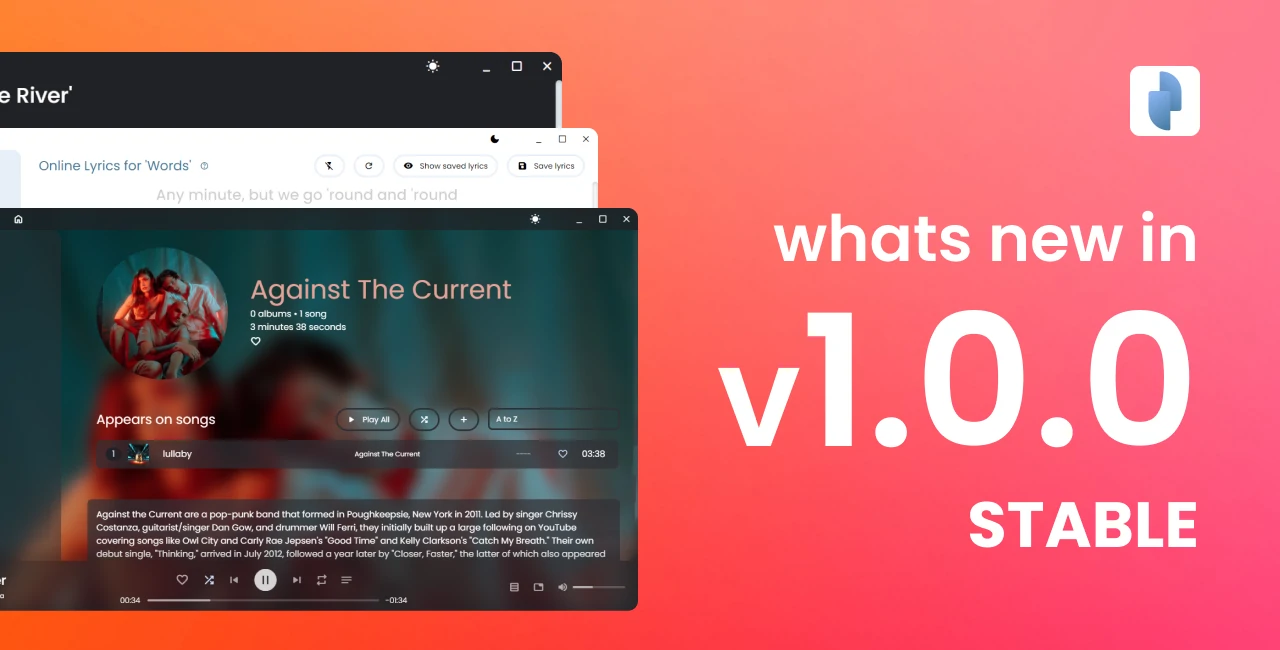 e River'
Online Lyrics for 'Words'
Show saved lyrics
Save lyrics
Any minute, but we go 'round and 'round
Against The Current
0 albums • 1 song
3 minutes 38 seconds
Appears on songs
Play All
A to Z
1 lullaby Against The Current ----- 03:38
Against the Current are a pop-punk band that formed in Poughkeepsie, New York in 2011. Led by singer Chrissy
Costanza, guitarist/singer Dan Gow, and drummer Will Ferri, they initially built up a large following on YouTube
covering songs like Owl City and Carly Rae Jepsen's "Good Time" and Kelly Clarkson's "Catch My Breath." Their own
debut single, "Thinking," arrived in July 2012, followed a year later by "Closer, Faster," the latter of which also appeared
er
a
00:34
-01:34
whats new in
v1.0.0
STABLE